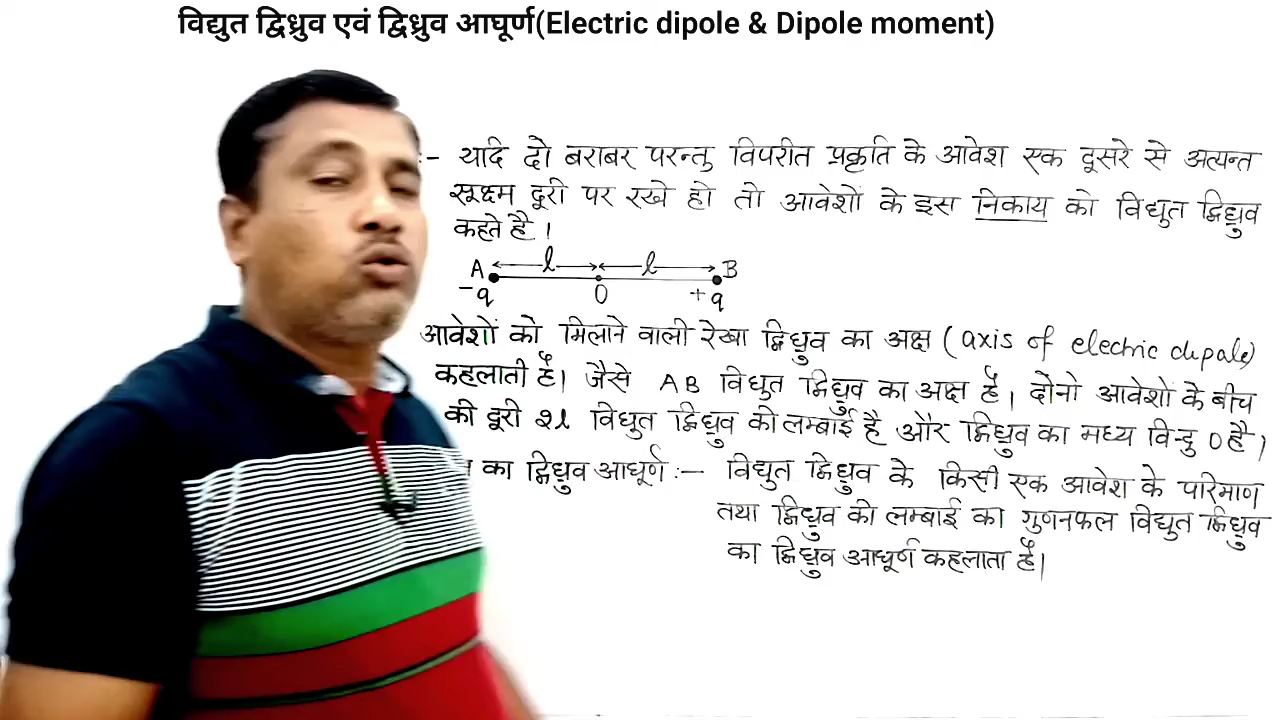 विद्युत द्विध्रुव एवं द्विध्रुव आघूर्ण(Electric dipole & Dipole moment)
:- यदि दो बराबर परन्तु विपरीत प्रकृति के आवेश एक दूसरे से अत्यन्त
सूक्ष्म दूरी पर रखे हो तो आवेशों के इस निकाय को विद्युत द्विध्रुव
कहते है ।
l l
A B
-q O +q
आवेशों को मिलाने वाली रेखा द्विध्रुव का अक्ष (axis of electric dipale)
कहलाती है। जैसे AB विद्युत द्विध्रुव का अक्ष है। दोनो आवेशों के बीच
की दूरी 2l विद्युत द्विध्रुव की लम्बाई है और द्विध्रुव का मध्य विन्दु O है।
का द्विध्रुव आघूर्ण :- विद्युत द्विध्रुव के किसी एक आवेश के परिमाण
तथा द्विध्रुव की लम्बाई का गुणनफल विद्युत द्विध्रुव
का द्विध्रुव आघूर्ण कहलाता है।